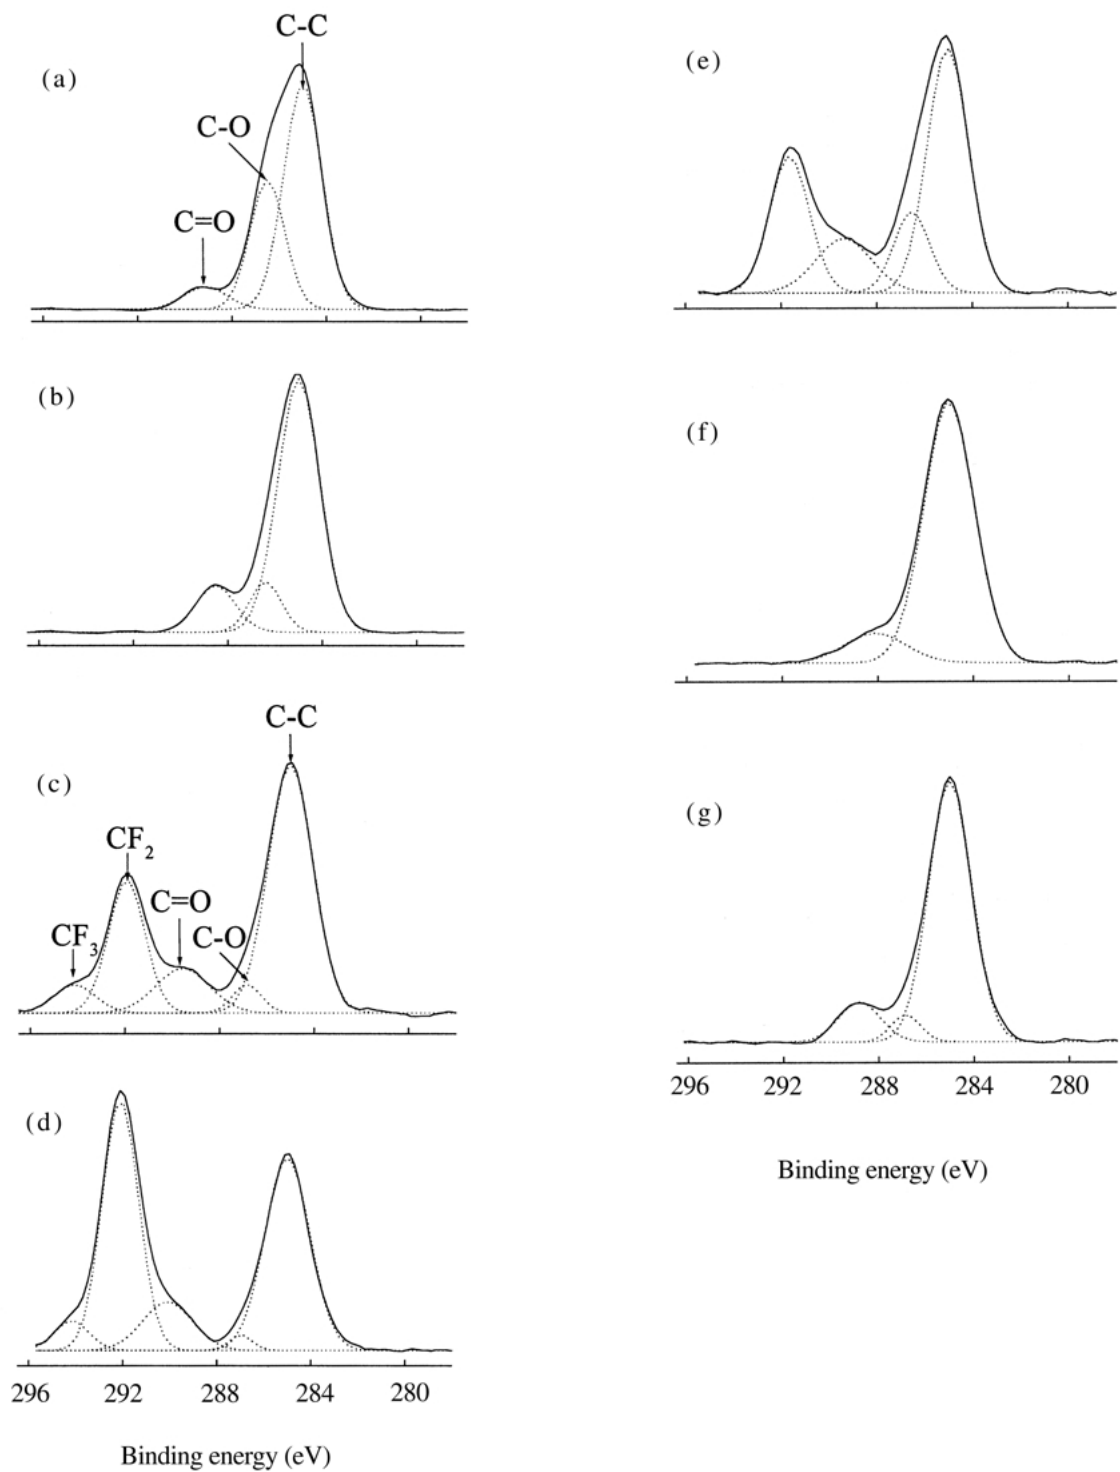 C-C
(a)
C-O
C=O
(b)
C-C
(c)
CF2
C=O
CF3
C-O
(d)
296 292 288 284 280
Binding energy (eV)
(e)
(f)
(g)
296 292 288 284 280
Binding energy (eV)